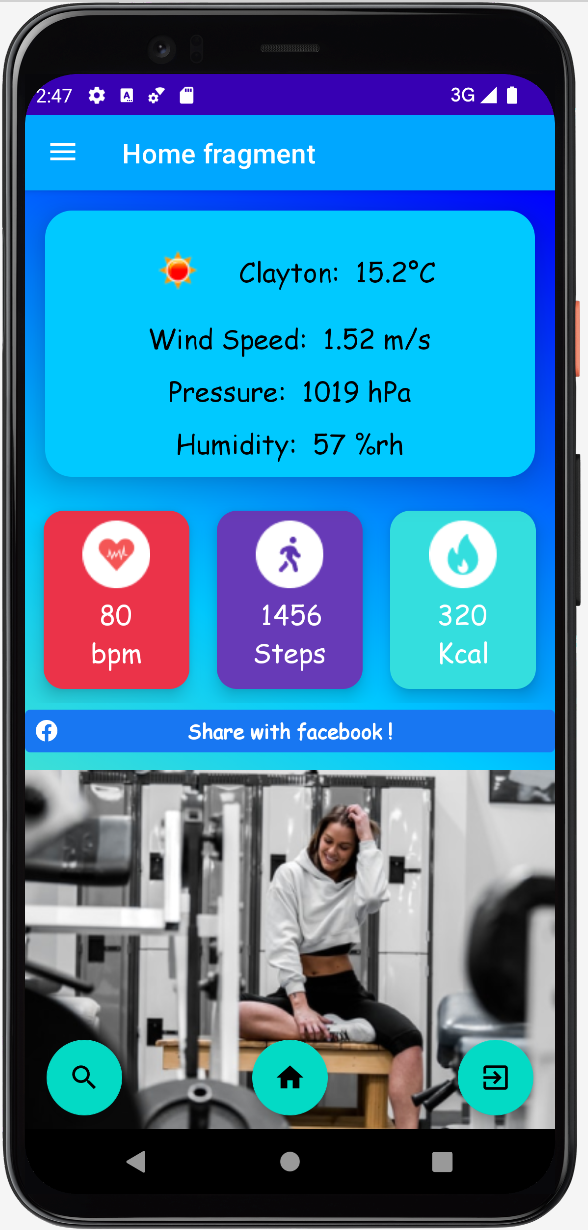 2:47
3G
Home fragment
Clayton: 15.2°C
Wind Speed: 1.52 m/s
Pressure: 1019 hPa
Humidity: 57 %rh
80
bpm
1456
Steps
320
Kcal
Share with facebook !